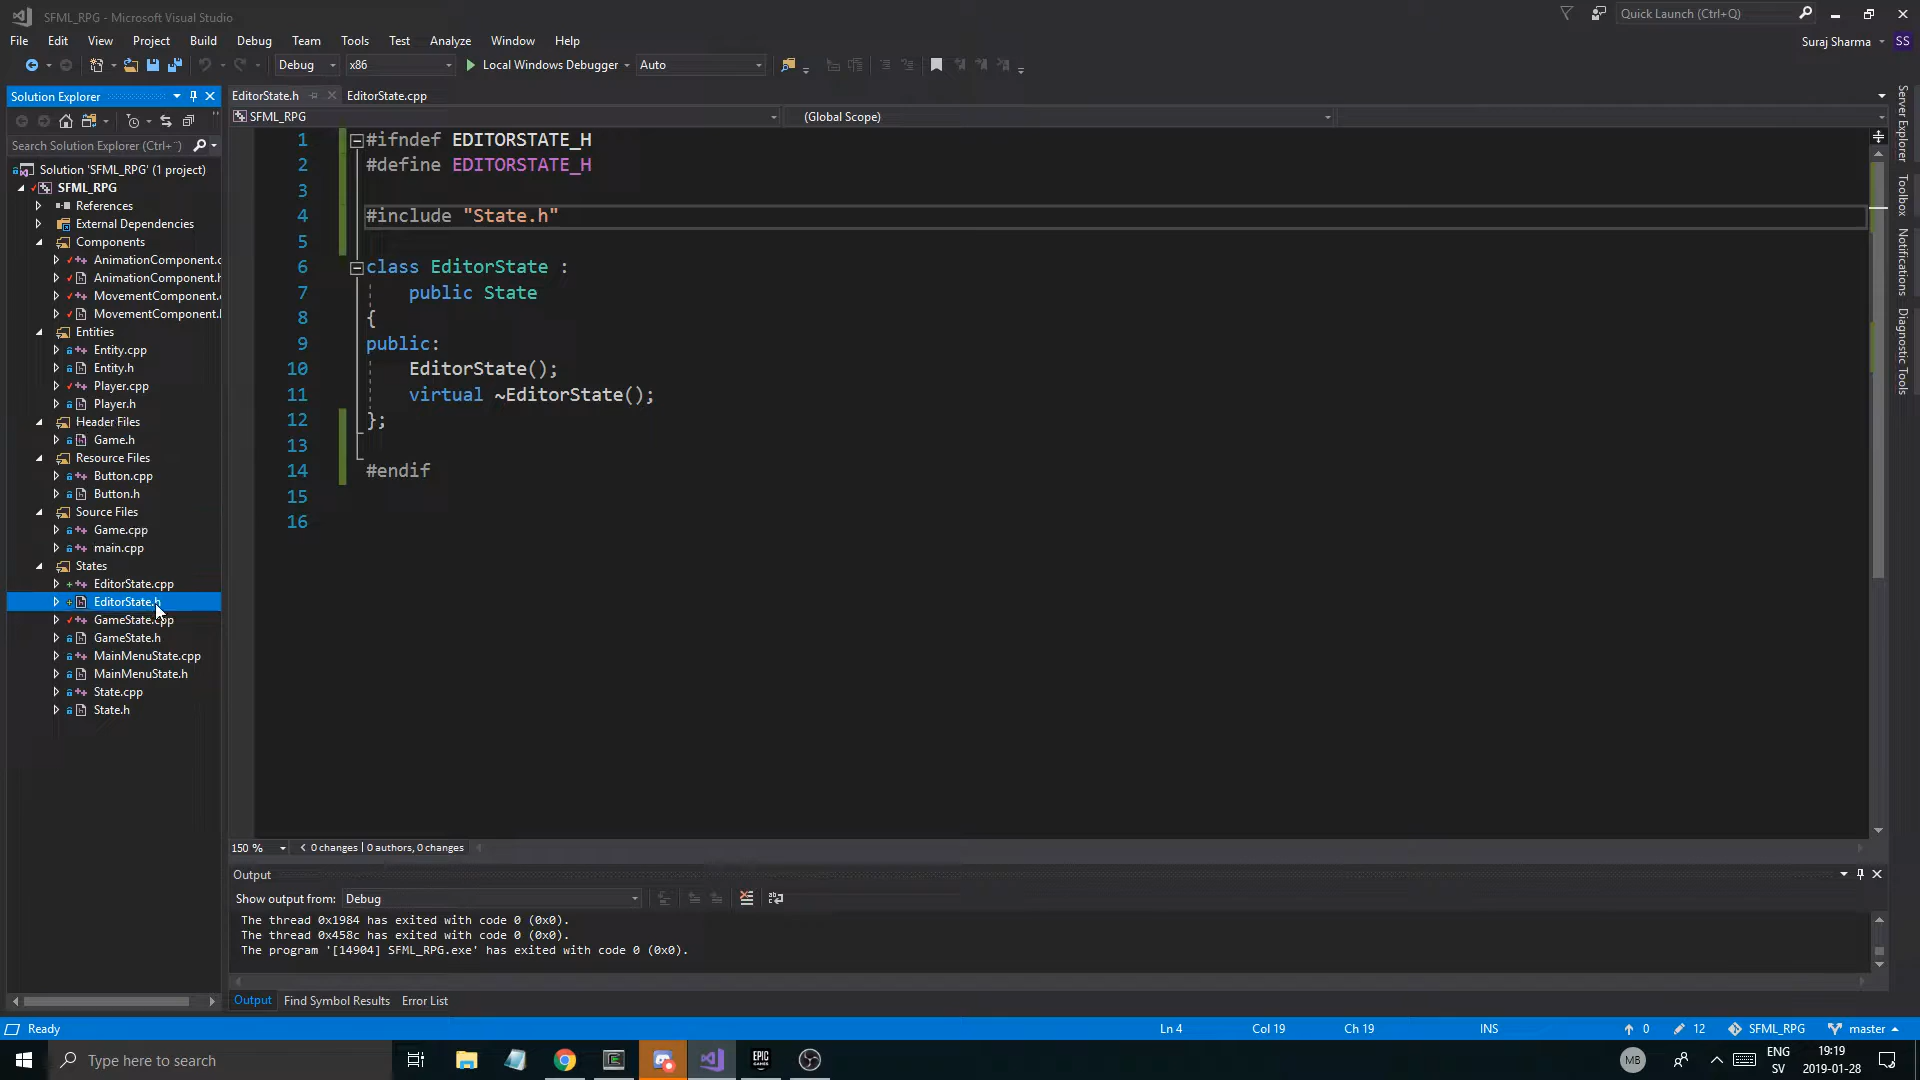 SFML_RPG - Microsoft Visual Studio
Quick Launch (Ctrl+Q)
File Edit View Project Build Debug Team Tools Test Analyze Window Help
Suraj Sharma SS
Debug x86 Local Windows Debugger Auto
Solution Explorer
EditorState.h EditorState.cpp
SFML_RPG (Global Scope)
Search Solution Explorer (Ctrl+¨)
Solution 'SFML_RPG' (1 project)
SFML_RPG
References
External Dependencies
Components
AnimationComponent.c
AnimationComponent.h
MovementComponent.c
MovementComponent.h
Entities
Entity.cpp
Entity.h
Player.cpp
Player.h
Header Files
Game.h
Resource Files
Button.cpp
Button.h
Source Files
Game.cpp
main.cpp
States
EditorState.cpp
EditorState.h
GameState.cpp
GameState.h
MainMenuState.cpp
MainMenuState.h
State.cpp
State.h
1 #ifndef EDITORSTATE_H
2 #define EDITORSTATE_H
3
4 #include "State.h"
5
6 class EditorState :
7 public State
8 {
9 public:
10 EditorState();
11 virtual ~EditorState();
12 };
13
14 #endif
15
16
Server Explorer
Toolbox
Notifications
Diagnostic Tools
150 % 0 changes | 0 authors, 0 changes
Output
Show output from: Debug
The thread 0x1984 has exited with code 0 (0x0).
The thread 0x458c has exited with code 0 (0x0).
The program '[14904] SFML_RPG.exe' has exited with code 0 (0x0).
Output Find Symbol Results Error List
Ready Ln 4 Col 19 Ch 19 INS 0 12 SFML_RPG master
Type here to search
EPIC GAMES
MB
ENG
SV
19:19
2019-01-28